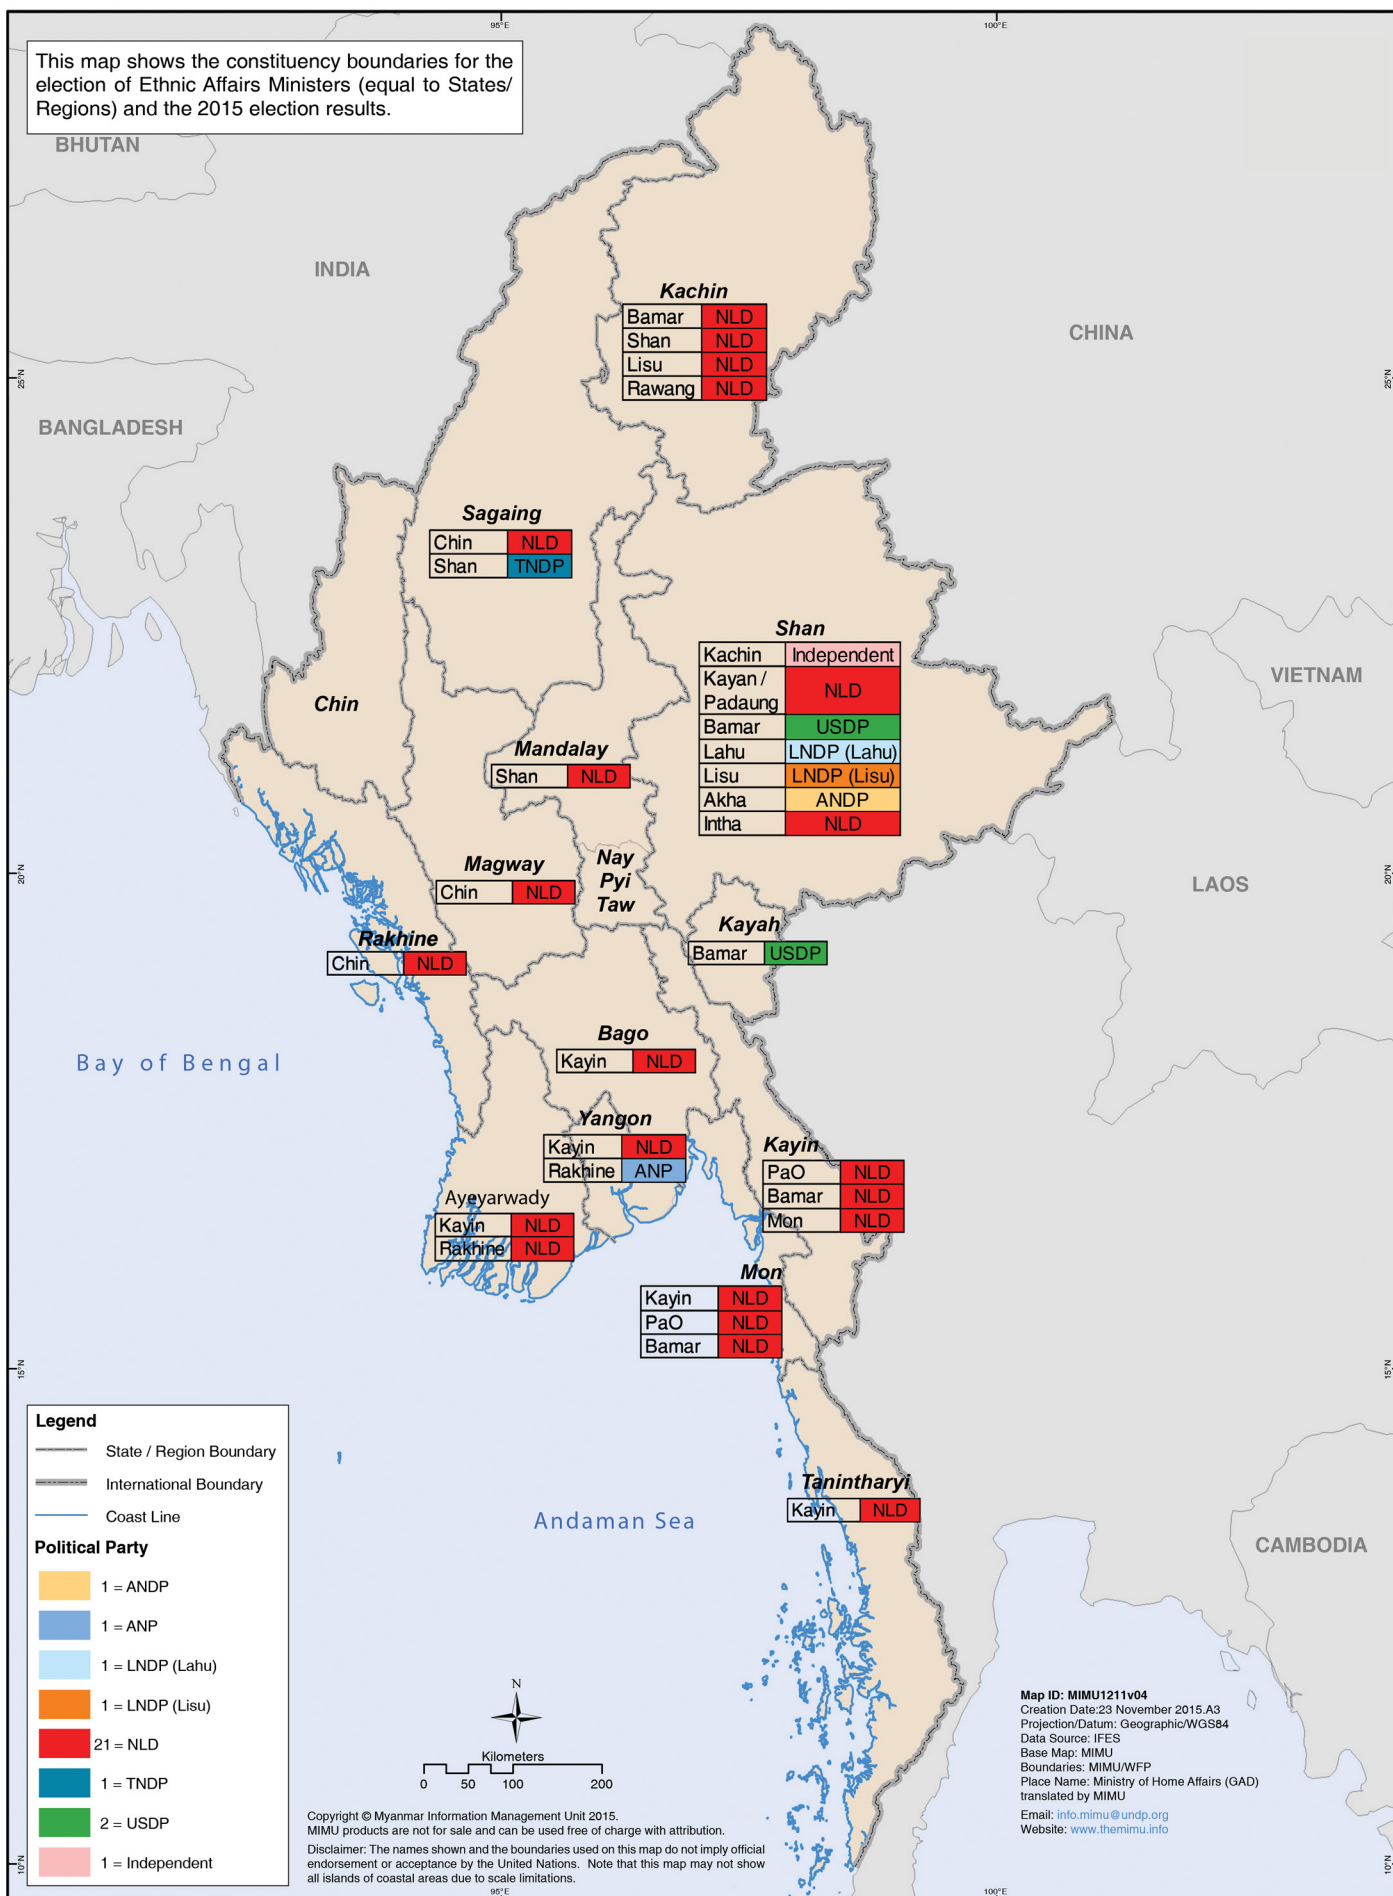 95°E
100°E
This map shows the constituency boundaries for the
election of Ethnic Affairs Ministers (equal to States/
Regions) and the 2015 election results.
BHUTAN
INDIA
CHINA
BANGLADESH
VIETNAM
LAOS
CAMBODIA
25°N
25°N
20°N
20°N
15°N
15°N
10°N
10°N
Kachin
Bamar NLD
Shan NLD
Lisu NLD
Rawang NLD
Sagaing
Chin NLD
Shan TNDP
Shan
Kachin Independent
Kayan /
Padaung NLD
Bamar USDP
Lahu LNDP (Lahu)
Lisu LNDP (Lisu)
Akha ANDP
Intha NLD
Chin
Mandalay
Shan NLD
Magway
Chin NLD
Nay
Pyi
Taw
Kayah
Bamar USDP
Rakhine
Chin NLD
Bago
Kayin NLD
Bay of Bengal
Yangon
Kayin NLD
Rakhine ANP
Kayin
PaO NLD
Bamar NLD
Mon NLD
Ayeyarwady
Kayin NLD
Rakhine NLD
Mon
Kayin NLD
PaO NLD
Bamar NLD
Tanintharyi
Kayin NLD
Andaman Sea
Legend
State / Region Boundary
International Boundary
Coast Line
Political Party
1 = ANDP
1 = ANP
1 = LNDP (Lahu)
1 = LNDP (Lisu)
21 = NLD
1 = TNDP
2 = USDP
1 = Independent
N
Kilometers
0 50 100 200
Copyright © Myanmar Information Management Unit 2015.
MIMU products are not for sale and can be used free of charge with attribution.
Disclaimer: The names shown and the boundaries used on this map do not imply official
endorsement or acceptance by the United Nations. Note that this map may not show
all islands of coastal areas due to scale limitations.
Map ID: MIMU1211v04
Creation Date:23 November 2015.A3
Projection/Datum: Geographic/WGS84
Data Source: IFES
Base Map: MIMU
Boundaries: MIMU/WFP
Place Name: Ministry of Home Affairs (GAD)
translated by MIMU
Email: info.mimu@undp.org
Website: www.themimu.info
95°E
100°E